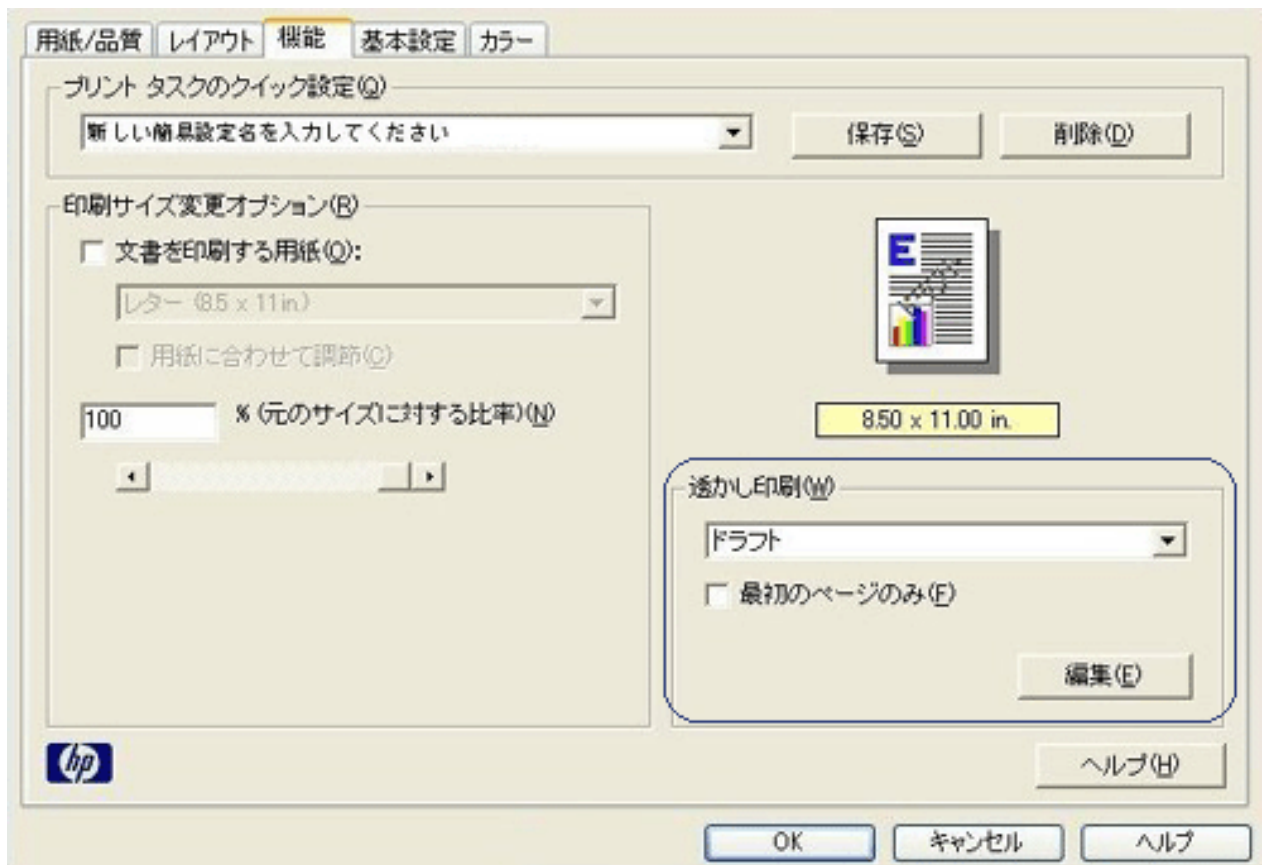 用紙/品質 レイアウト 機能 基本設定 カラー
プリント タスクのクイック設定(Q)
新しい簡易設定名を入力してください 保存(S) 削除(D)
印刷サイズ変更オプション(R)
文書を印刷する用紙(O):
レター (8.5 x 11in.)
用紙に合わせて調節(C)
100 % (元のサイズに対する比率)(N)
E
8.50 x 11.00 in.
透かし印刷(W)
ドラフト
最初のページのみ(F)
編集(E)
hp
ヘルプ(H)
OK キャンセル ヘルプ